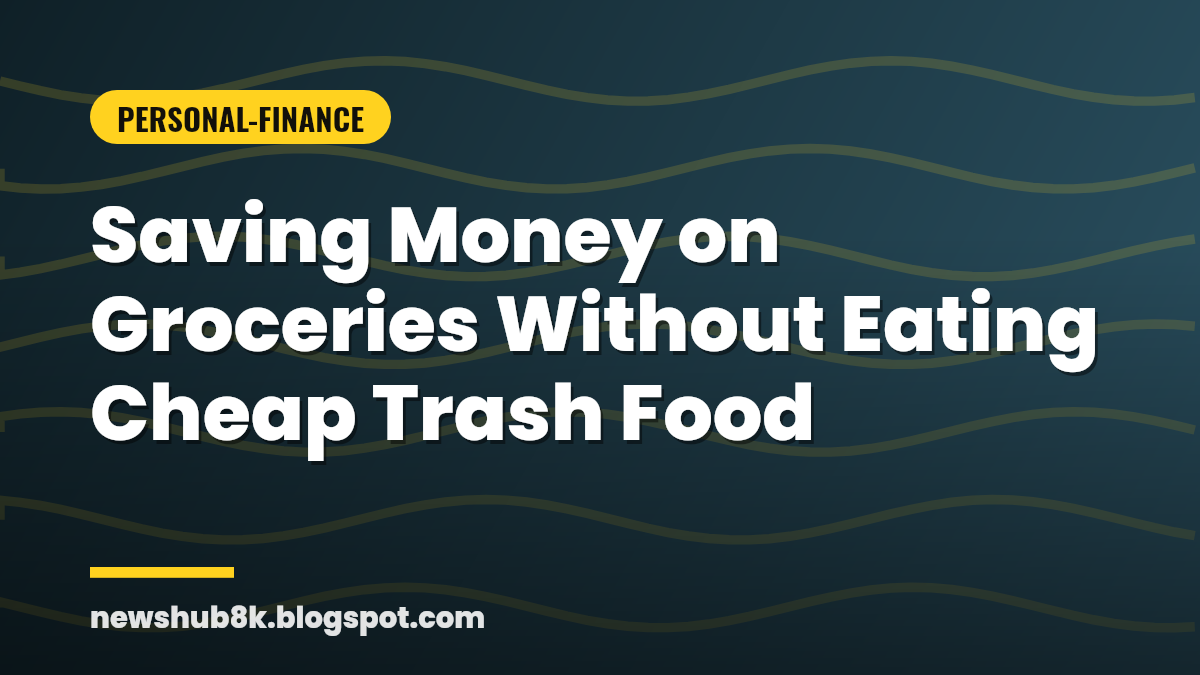 PERSONAL-FINANCE
Saving Money on
Groceries Without Eating
Cheap Trash Food
newshub8k.blogspot.com